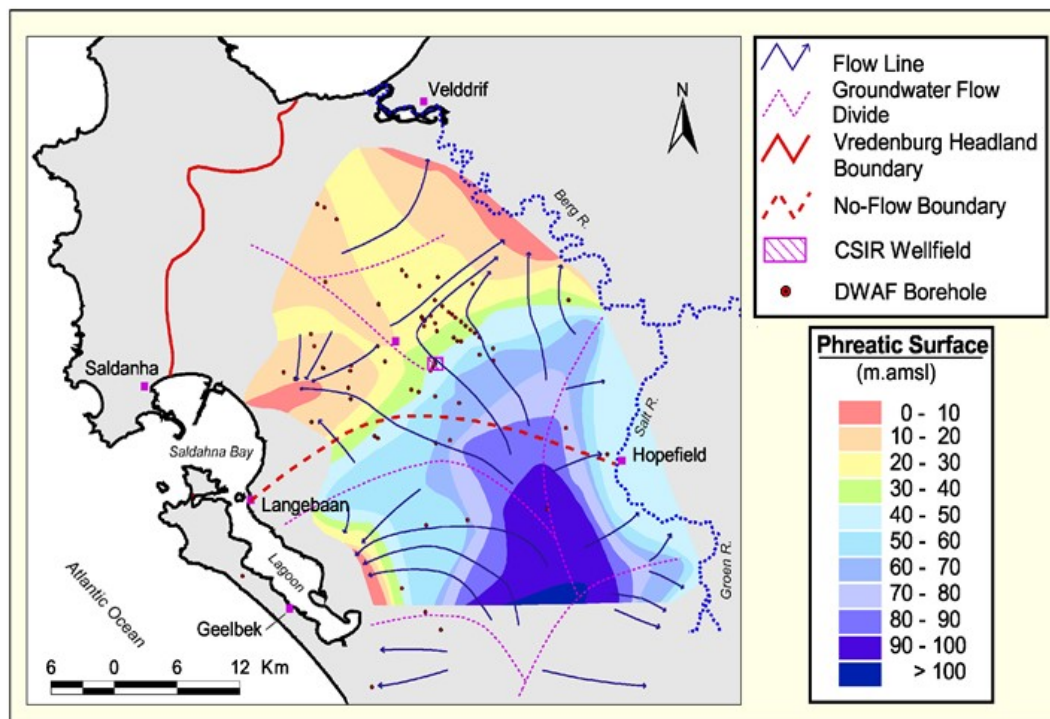 Velddrif
N
Berg R.
Saldanha
Saldahna Bay
Salt R.
Hopefield
Langebaan
Lagoon
Groen R.
Atlantic Ocean
Geelbek
6 0 6 12 Km
Flow Line
Groundwater Flow
Divide
Vredenburg Headland
Boundary
No-Flow Boundary
CSIR Wellfield
DWAF Borehole
Phreatic Surface
(m.amsl)
0 - 10
10 - 20
20 - 30
30 - 40
40 - 50
50 - 60
60 - 70
70 - 80
80 - 90
90 - 100
> 100